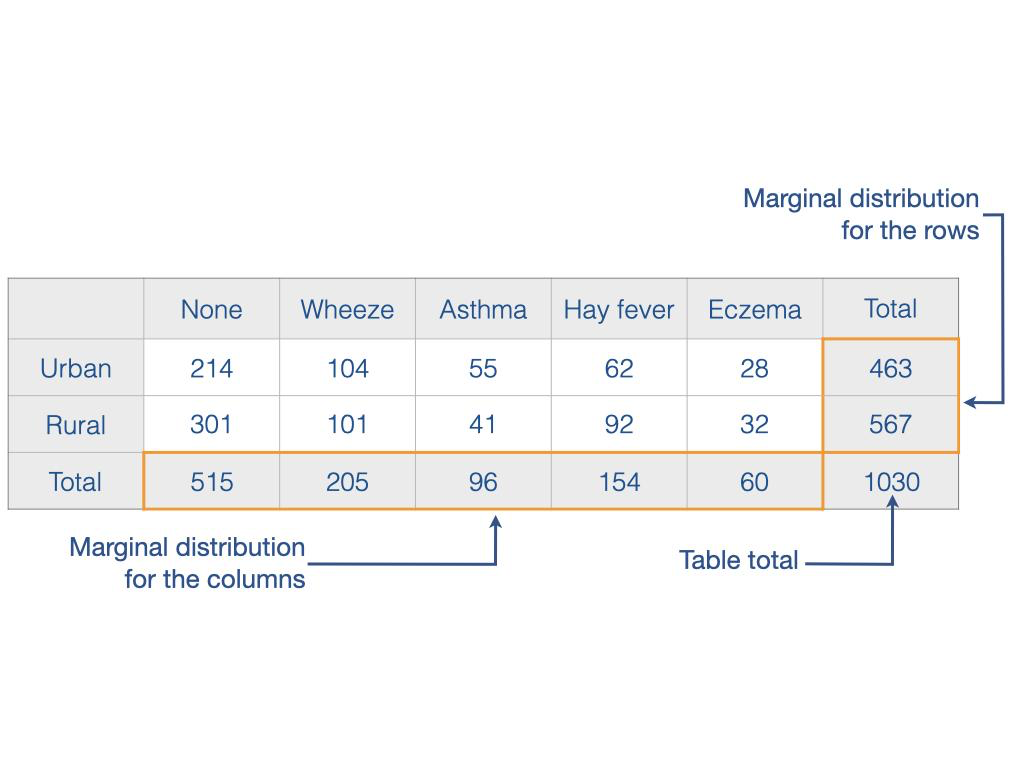 Marginal distribution
for the rows
None Wheeze Asthma Hay fever Eczema Total
Urban 214 104 55 62 28 463
Rural 301 101 41 92 32 567
Total 515 205 96 154 60 1030
Marginal distribution
for the columns
Table total